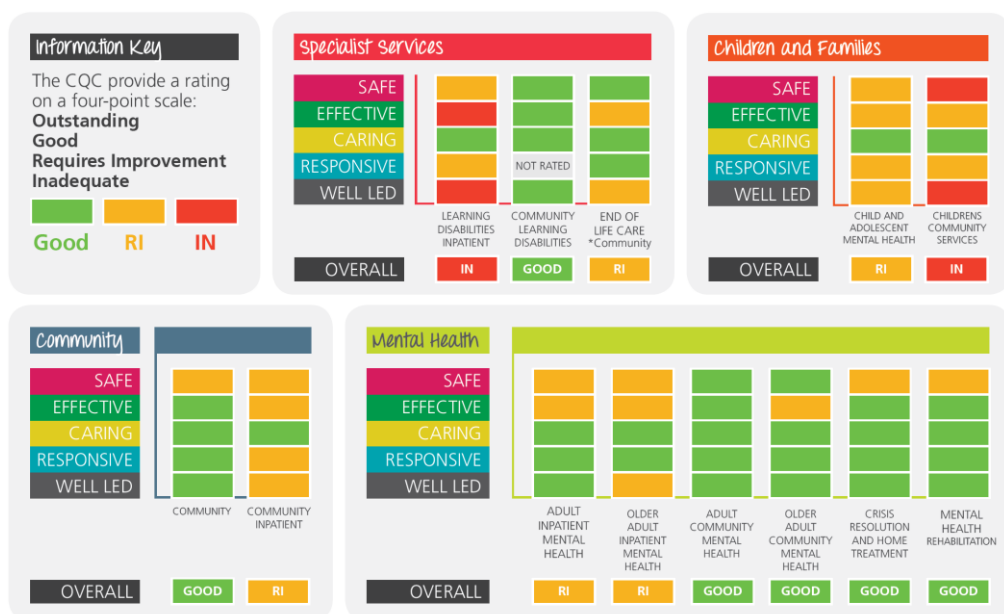 Information Key
The CQC provide a rating
on a four-point scale:
Outstanding
Good
Requires Improvement
Inadequate
Good RI IN
Specialist Services
SAFE
EFFECTIVE
CARING
RESPONSIVE
NOT RATED
WELL LED
LEARNING
DISABILITIES
INPATIENT
COMMUNITY
LEARNING
DISABILITIES
END OF
LIFE CARE
*Community
OVERALL IN GOOD RI
Children and Families
SAFE
EFFECTIVE
CARING
RESPONSIVE
WELL LED
CHILD AND
ADOLESCENT
MENTAL HEALTH
CHILDRENS
COMMUNITY
SERVICES
OVERALL RI IN
Community
SAFE
EFFECTIVE
CARING
RESPONSIVE
WELL LED
COMMUNITY
COMMUNITY
INPATIENT
OVERALL GOOD RI
Mental Health
SAFE
EFFECTIVE
CARING
RESPONSIVE
WELL LED
ADULT
INPATIENT
MENTAL
HEALTH
OLDER
ADULT
INPATIENT
MENTAL
HEALTH
ADULT
COMMUNITY
MENTAL
HEALTH
OLDER
ADULT
COMMUNITY
MENTAL
HEALTH
CRISIS
RESOLUTION
AND HOME
TREATMENT
MENTAL
HEALTH
REHABILITATION
OVERALL RI RI GOOD GOOD GOOD GOOD